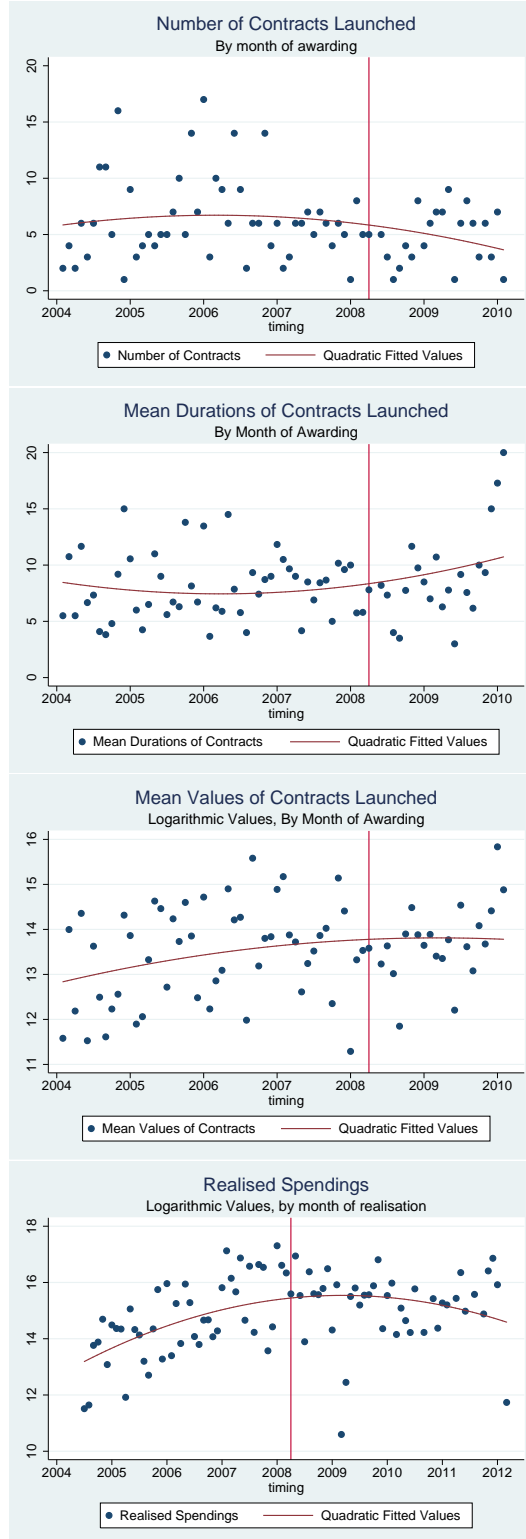 Number of Contracts Launched
By month of awarding
20
15
10
5
0
2004 2005 2006 2007 2008 2009 2010
timing
Number of Contracts Quadratic Fitted Values
Mean Durations of Contracts Launched
By Month of Awarding
20
15
10
5
0
2004 2005 2006 2007 2008 2009 2010
timing
Mean Durations of Contracts Quadratic Fitted Values
Mean Values of Contracts Launched
Logarithmic Values, By Month of Awarding
16
15
14
13
12
11
2004 2005 2006 2007 2008 2009 2010
timing
Mean Values of Contracts Quadratic Fitted Values
Realised Spendings
Logarithmic Values, by month of realisation
18
16
14
12
10
2004 2005 2006 2007 2008 2009 2010 2011 2012
timing
Realised Spendings Quadratic Fitted Values